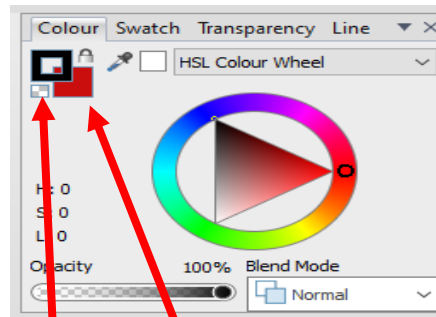 Colour Swatch Transparency Line
HSL Colour Wheel
H: 0
S: 0
L: 0
Opacity 100% Blend Mode
Normal